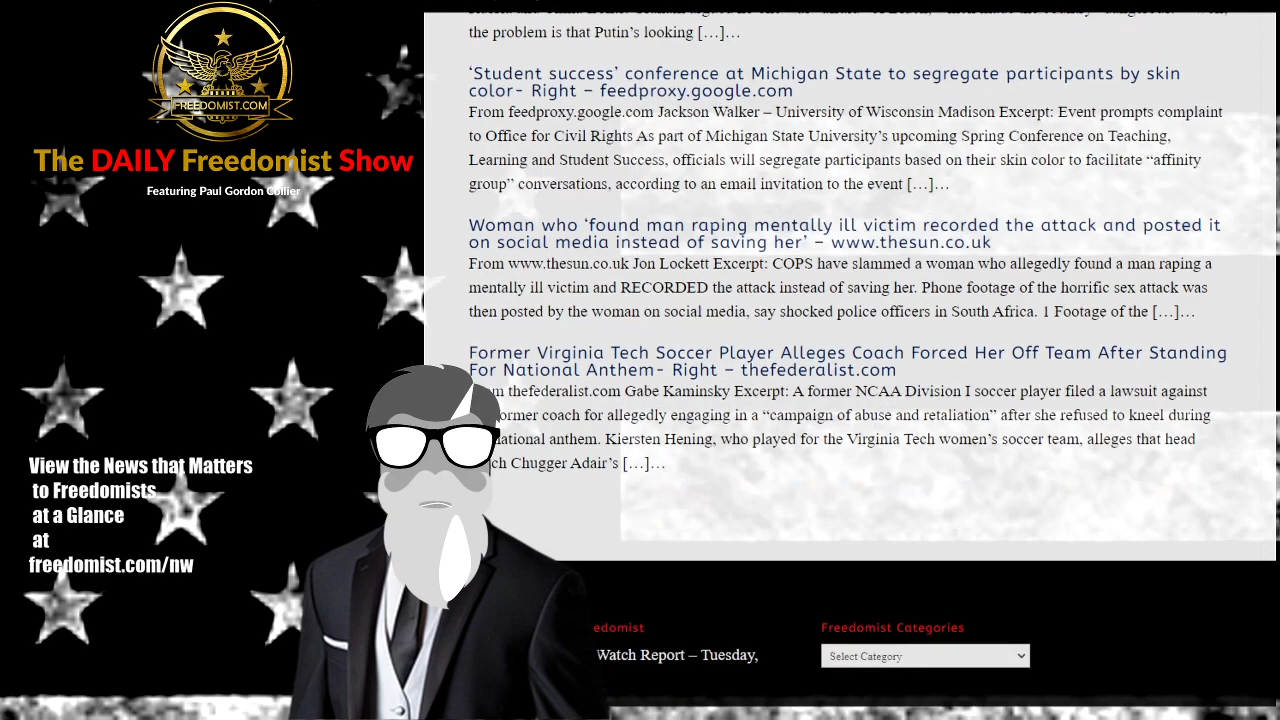 FREEDOMIST.COM
The DAILY Freedomist Show
Featuring Paul Gordon Collier
View the News that Matters
to Freedomists
at a Glance
at
freedomist.com/nw
the problem is that Putin’s looking […]…
‘Student success’ conference at Michigan State to segregate participants by skin
color- Right – feedproxy.google.com
From feedproxy.google.com Jackson Walker – University of Wisconsin Madison Excerpt: Event prompts complaint
to Office for Civil Rights As part of Michigan State University’s upcoming Spring Conference on Teaching,
Learning and Student Success, officials will segregate participants based on their skin color to facilitate “affinity
group” conversations, according to an email invitation to the event […]…
Woman who ‘found man raping mentally ill victim recorded the attack and posted it
on social media instead of saving her’ – www.thesun.co.uk
From www.thesun.co.uk Jon Lockett Excerpt: COPS have slammed a woman who allegedly found a man raping a
mentally ill victim and RECORDED the attack instead of saving her. Phone footage of the horrific sex attack was
then posted by the woman on social media, say shocked police officers in South Africa. 1 Footage of the […]…
Former Virginia Tech Soccer Player Alleges Coach Forced Her Off Team After Standing
For National Anthem- Right – thefederalist.com
thefederalist.com Gabe Kaminsky Excerpt: A former NCAA Division I soccer player filed a lawsuit against
former coach for allegedly engaging in a “campaign of abuse and retaliation” after she refused to kneel during
national anthem. Kiersten Hening, who played for the Virginia Tech women’s soccer team, alleges that head
Chugger Adair’s […]…
edomist
Watch Report – Tuesday,
Freedomist Categories
Select Category